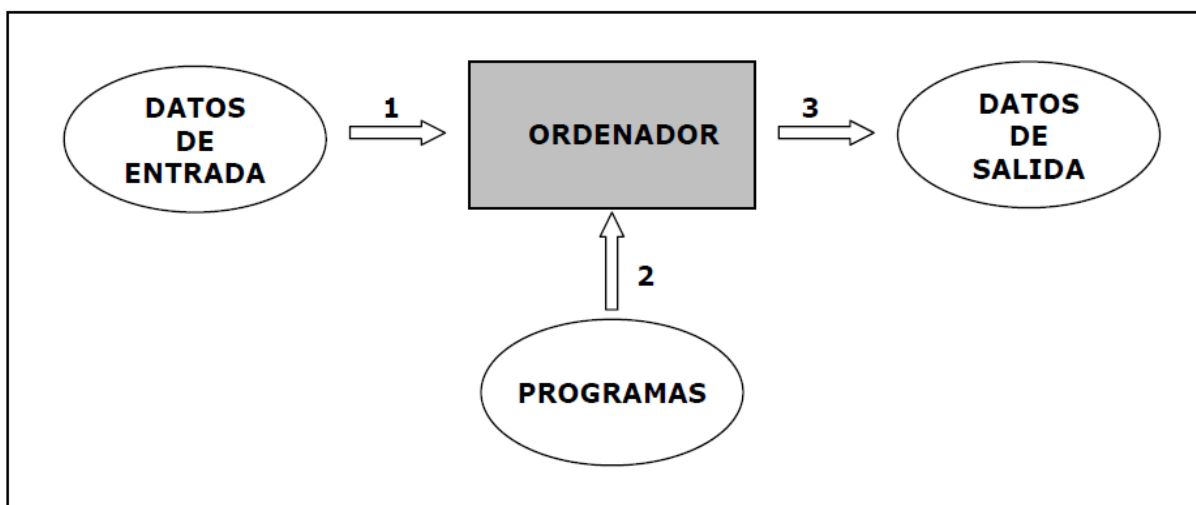 DATOS
DE
ENTRADA
1
ORDENADOR
3
DATOS
DE
SALIDA
2
PROGRAMAS